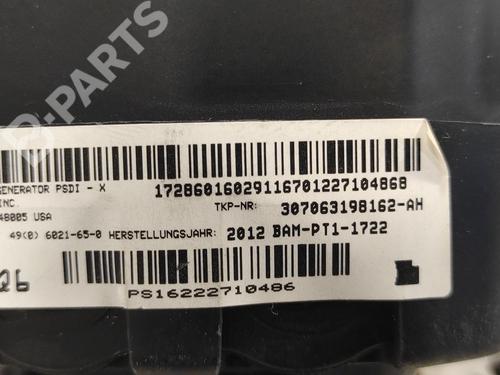 B-PARTS
GENERATOR PSDI - X
INC.
48005 USA
17286016029116701227104868
TKP-NR: 307063198162-AH
49(0) 6021-65-0 HERSTELLUNGSJAHR: 2012 BAM-PT1-1722
Q6
PS16222710486